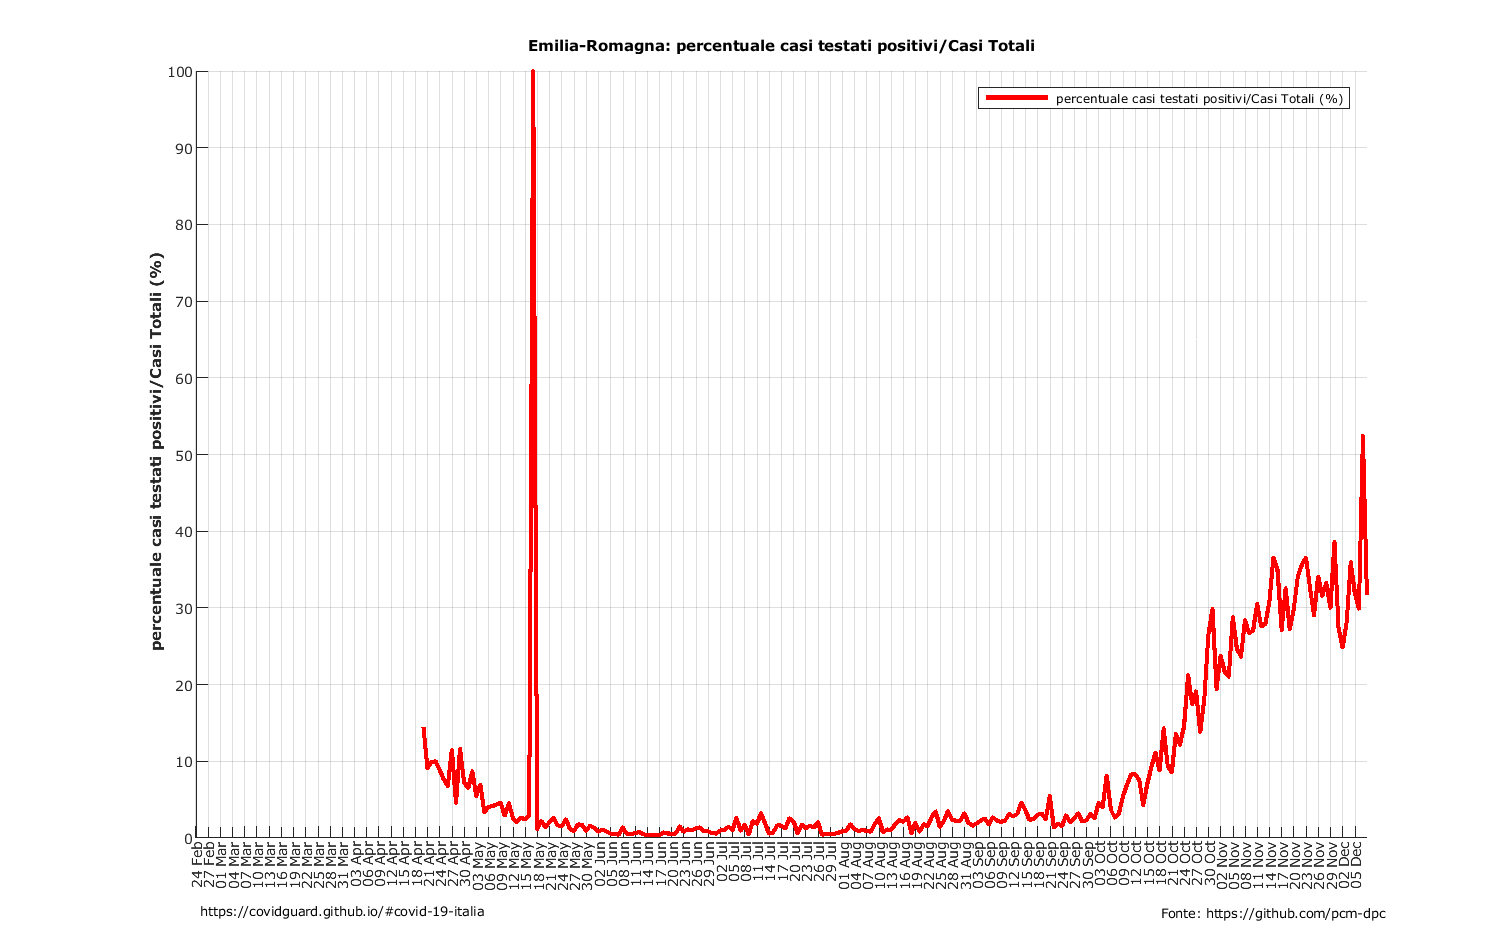 Emilia-Romagna: percentuale casi testati positivi/Casi Totali
percentuale casi testati positivi/Casi Totali (%)
percentuale casi testati positivi/Casi Totali (%)
100
90
80
70
60
50
40
30
20
10
0
24 Feb
27 Feb
01 Mar
04 Mar
07 Mar
10 Mar
13 Mar
16 Mar
19 Mar
22 Mar
25 Mar
28 Mar
31 Mar
03 Apr
06 Apr
09 Apr
12 Apr
15 Apr
18 Apr
21 Apr
24 Apr
27 Apr
30 Apr
03 May
06 May
09 May
12 May
15 May
18 May
21 May
24 May
27 May
30 May
02 Jun
05 Jun
08 Jun
11 Jun
14 Jun
17 Jun
20 Jun
23 Jun
26 Jun
29 Jun
02 Jul
05 Jul
08 Jul
11 Jul
14 Jul
17 Jul
20 Jul
23 Jul
26 Jul
29 Jul
01 Aug
04 Aug
07 Aug
10 Aug
13 Aug
16 Aug
19 Aug
22 Aug
25 Aug
28 Aug
31 Aug
03 Sep
06 Sep
09 Sep
12 Sep
15 Sep
18 Sep
21 Sep
24 Sep
27 Sep
30 Sep
03 Oct
06 Oct
09 Oct
12 Oct
15 Oct
18 Oct
21 Oct
24 Oct
27 Oct
30 Oct
02 Nov
05 Nov
08 Nov
11 Nov
14 Nov
17 Nov
20 Nov
23 Nov
26 Nov
29 Nov
02 Dec
05 Dec
https://covidguard.github.io/#covid-19-italia
Fonte: https://github.com/pcm-dpc